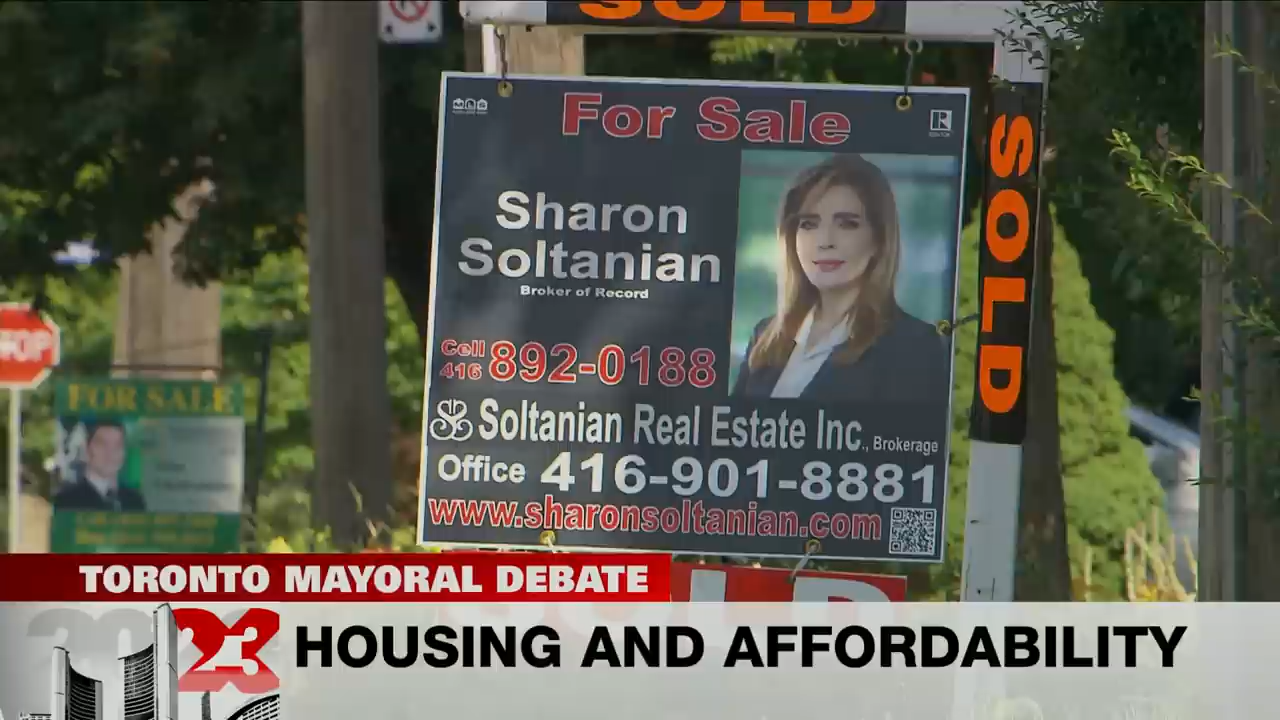 SOLD
For Sale
SOLD
Sharon
Soltanian
Broker of Record
Cell
416 892-0188
Soltanian Real Estate Inc., Brokerage
Office 416-901-8881
www.sharonsoltanian.com
STOP
FOR SALE
TORONTO MAYORAL DEBATE
2023
HOUSING AND AFFORDABILITY